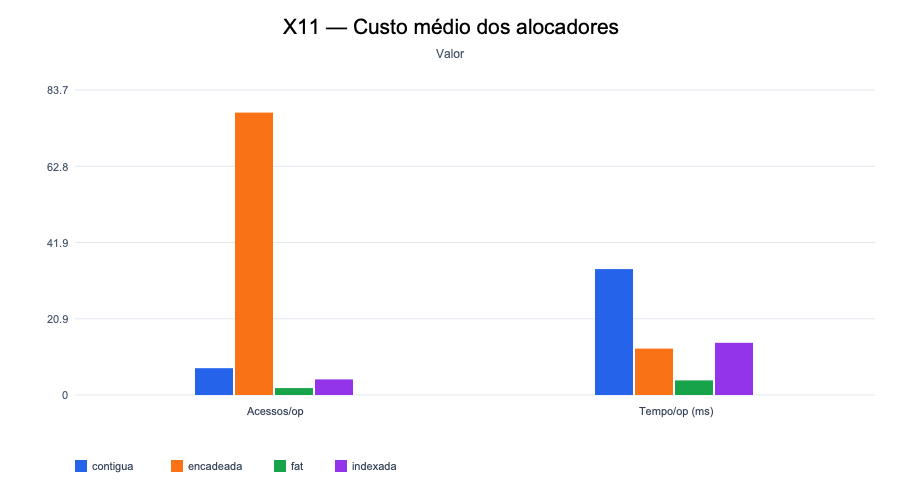 X11 — Custo médio dos alocadores
Valor
83.7
62.8
41.9
20.9
0
Acessos/op
Tempo/op (ms)
contigua
encadeada
fat
indexada